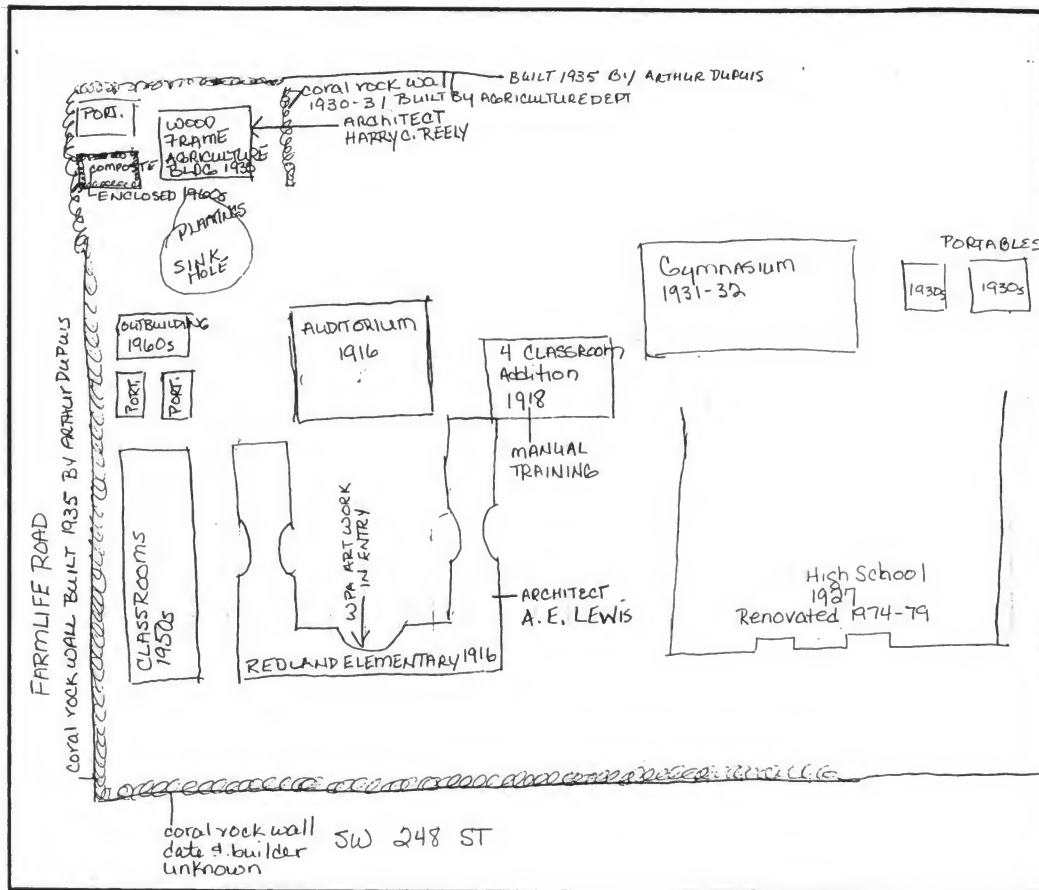 BUILT 1935 BY ARTHUR DUPUIS
coral rock wall
1930-31 BUILT BY AGRICULTURE DEPT
ARCHITECT
HARRY C. REELY
PORT.
WOOD
FRAME
AGRICULTURE
BLDG 1930
COMPOSTE
ENCLOSED 1960s
PLANTINGS
SINK
HOLE
Gymnasium
1931-32
PORTABLES
1930s
1930s
OUTBUILDING
1960s
PORT.
PORT.
AUDITORIUM
1916
4 CLASSROOM
Addition
1918
MANUAL
TRAINING
FARMLIFE ROAD
coral rock WALL BUILT 1935 BY ARTHUR DUPUIS
CLASSROOMS
1950s
WPA ARTWORK
IN ENTRY
REDLAND ELEMENTARY 1916
ARCHITECT
A. E. LEWIS
High School
1927
Renovated 1974-79
coral rock wall
date & builder
unknown
SW 248 ST